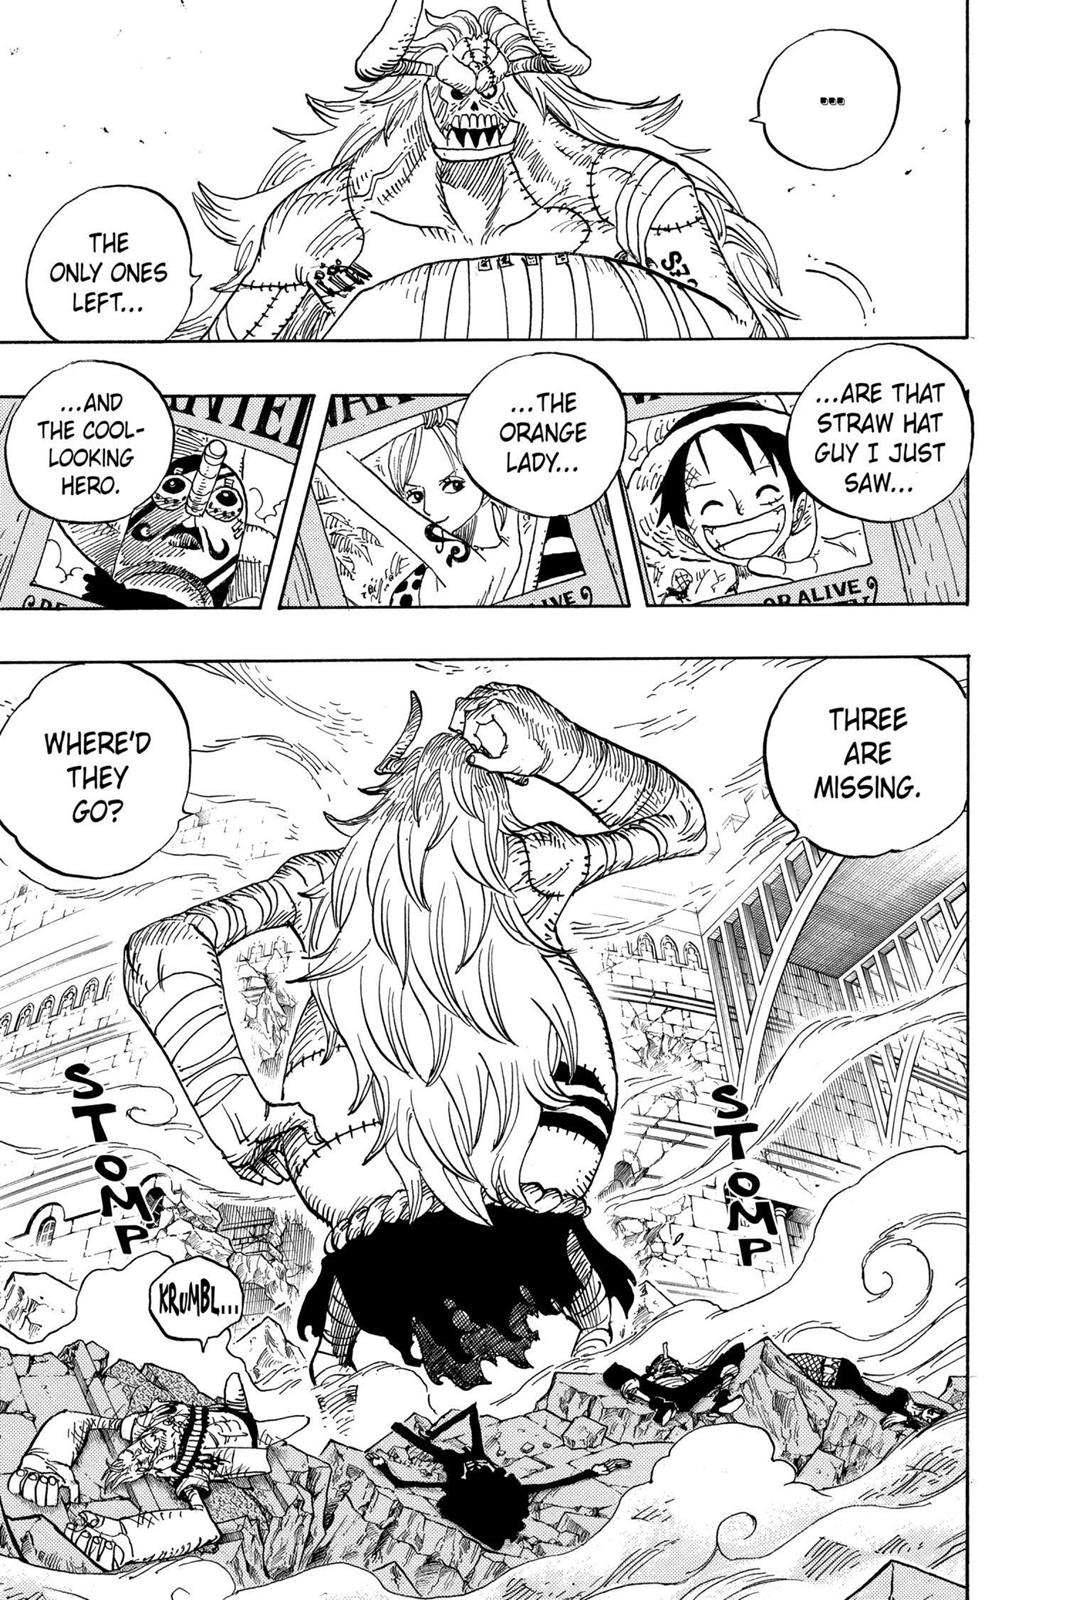 ...
THE
ONLY ONES
LEFT...
...ARE THAT
STRAW HAT
GUY I JUST
SAW...
...THE
ORANGE
LADY...
...AND
THE COOL-
LOOKING
HERO.
OR ALIVE
ALIVE
THREE
ARE
MISSING.
WHERE'D
THEY
GO?
STOMP
STOMP
KRUMBL...